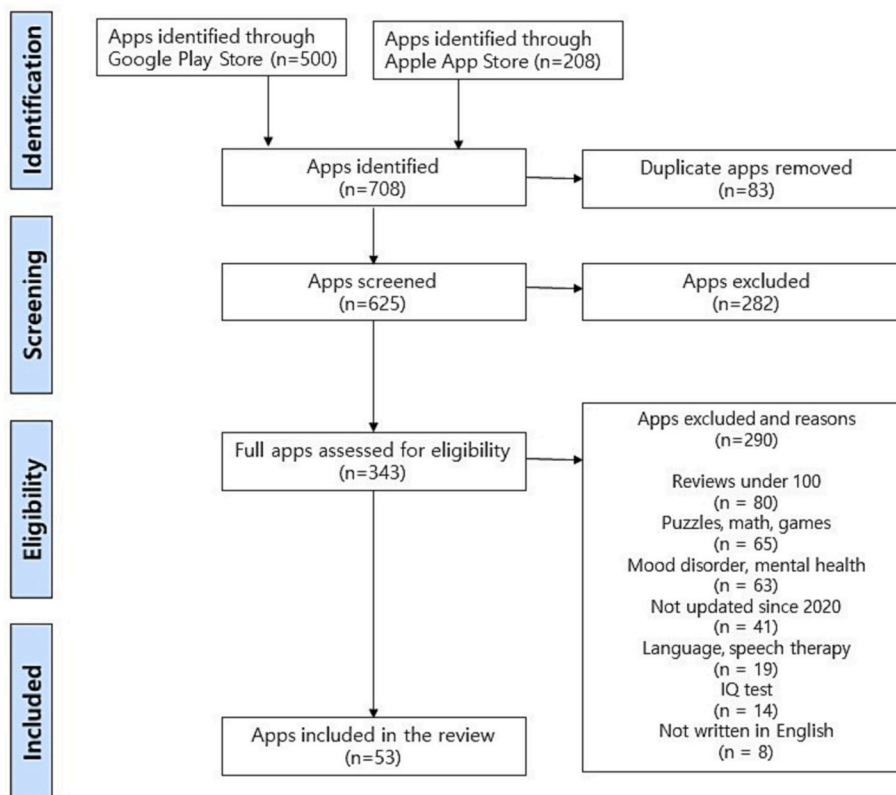 Identification
Apps identified through
Google Play Store (n=500)
Apps identified through
Apple App Store (n=208)
Apps identified
(n=708)
Duplicate apps removed
(n=83)
Screening
Apps screened
(n=625)
Apps excluded
(n=282)
Eligibility
Full apps assessed for eligibility
(n=343)
Apps excluded and reasons
(n=290)
Reviews under 100
(n = 80)
Puzzles, math, games
(n = 65)
Mood disorder, mental health
(n = 63)
Not updated since 2020
(n = 41)
Language, speech therapy
(n = 19)
IQ test
(n = 14)
Not written in English
(n = 8)
Included
Apps included in the review
(n=53)